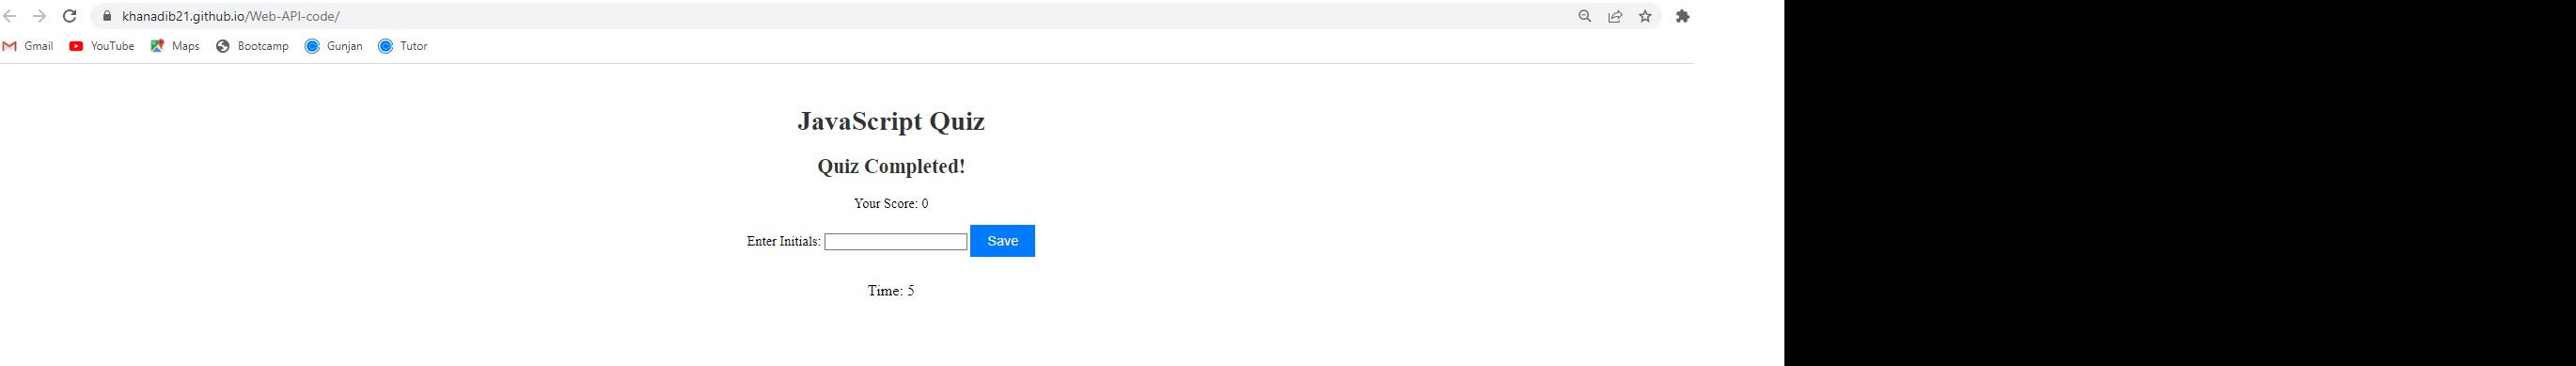 khanadib21.github.io/Web-API-code/
Gmail YouTube Maps Bootcamp Gunjan Tutor
JavaScript Quiz
Quiz Completed!
Your Score: 0
Enter Initials: Save
Time: 5